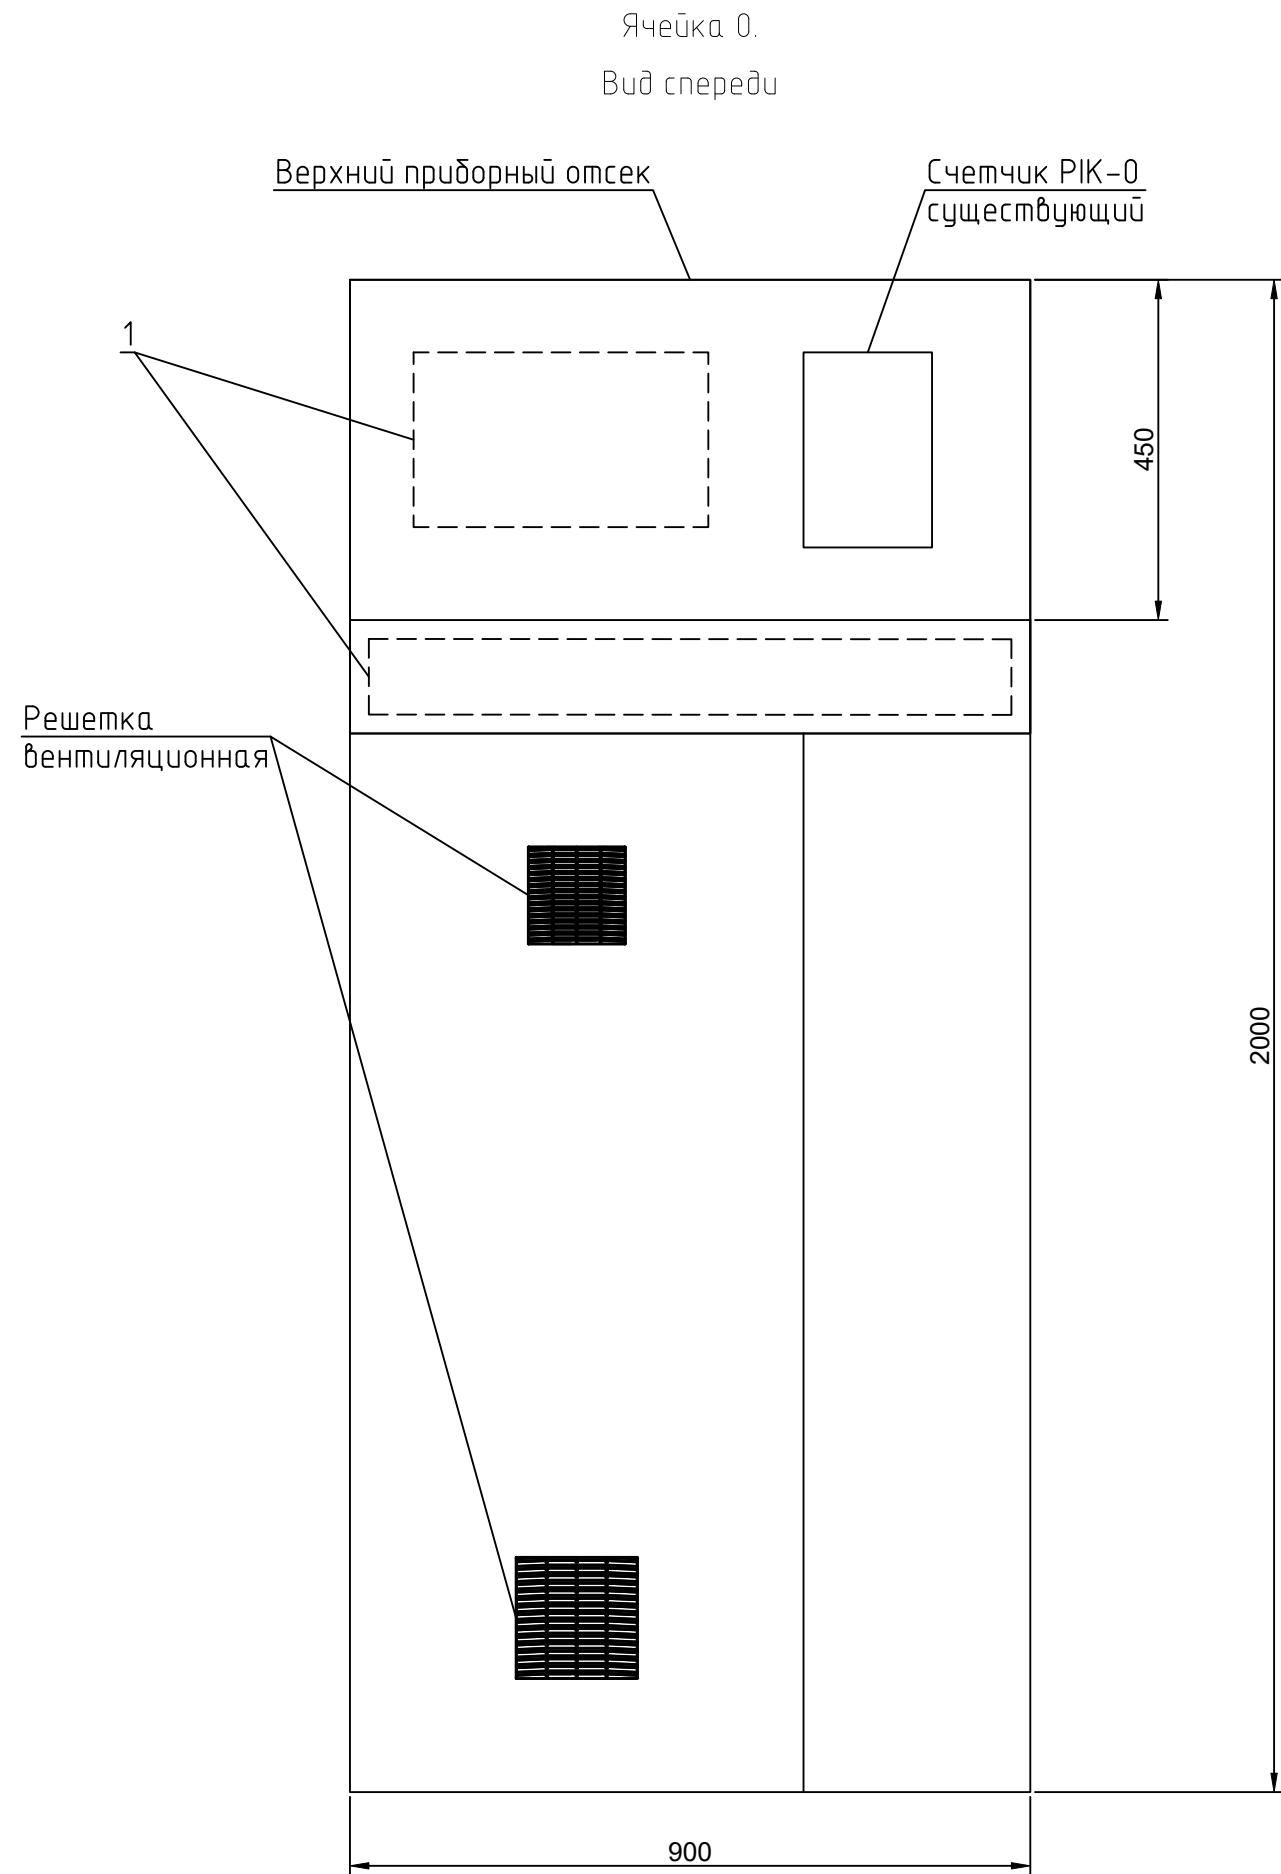 Ячейка 0.
Вид спереди
Верхний приборный отсек
Счетчик PIK-0
существующий
1
450
Решетка
вентиляционная
2000
900